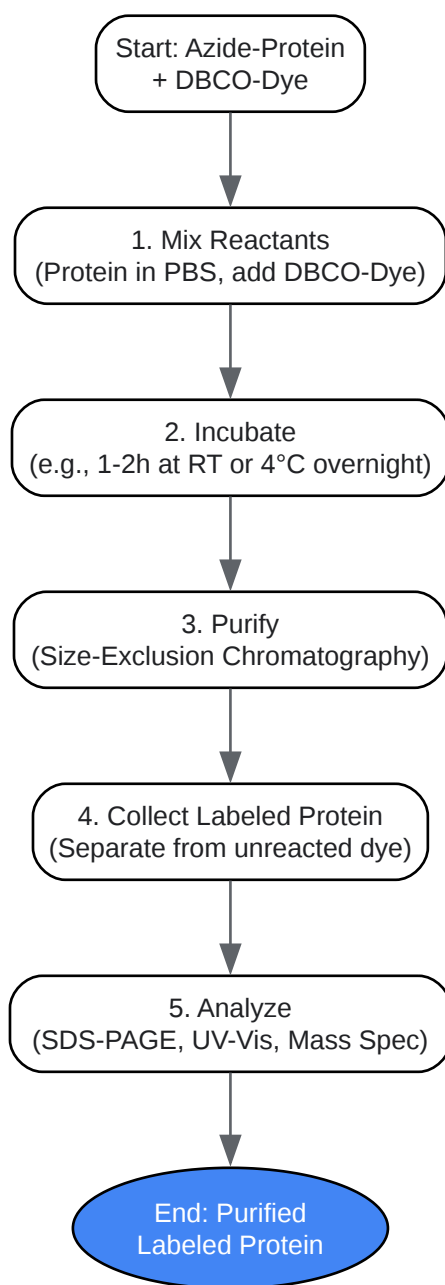 Start: Azide-Protein
+ DBCO-Dye
1. Mix Reactants
(Protein in PBS, add DBCO-Dye)
2. Incubate
(e.g., 1-2h at RT or 4°C overnight)
3. Purify
(Size-Exclusion Chromatography)
4. Collect Labeled Protein
(Separate from unreacted dye)
5. Analyze
(SDS-PAGE, UV-Vis, Mass Spec)
End: Purified
Labeled Protein